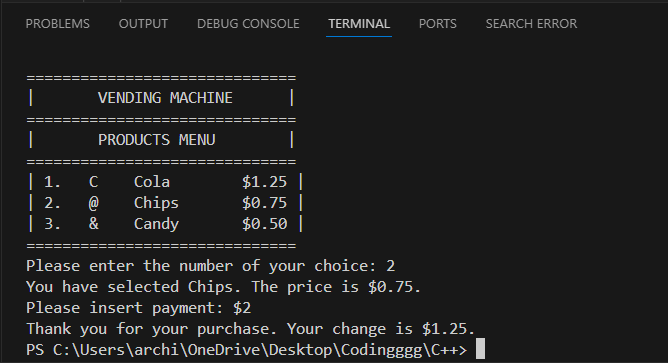 PROBLEMS OUTPUT DEBUG CONSOLE TERMINAL PORTS SEARCH ERROR
==============================
|       VENDING MACHINE      |
==============================
|       PRODUCTS MENU        |
==============================
| 1.   C    Cola        $1.25 |
| 2.   @    Chips       $0.75 |
| 3.   &    Candy       $0.50 |
==============================
Please enter the number of your choice: 2
You have selected Chips. The price is $0.75.
Please insert payment: $2
Thank you for your purchase. Your change is $1.25.
PS C:\Users\archi\OneDrive\Desktop\Codingggg\C++>